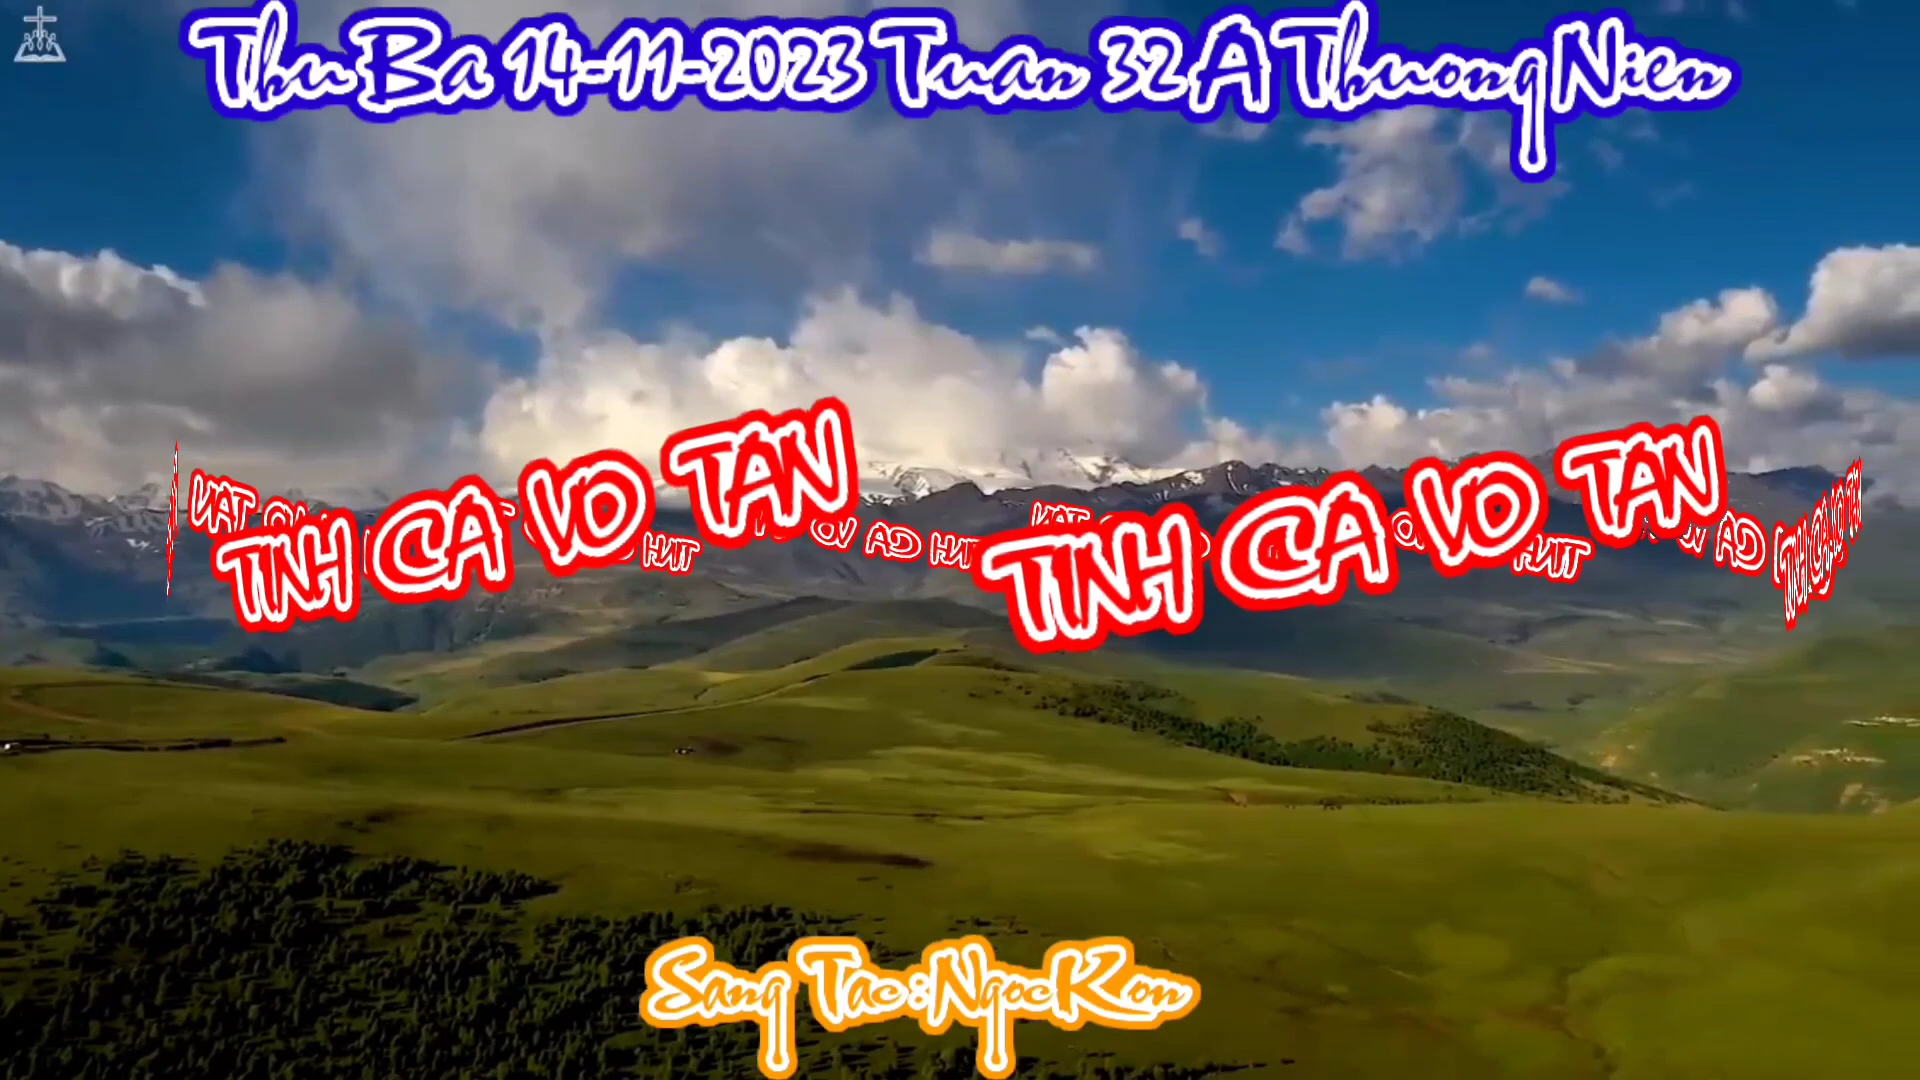 Thu Ba 14-11-2023 Tuan 32 A Thuong Nien
TINH CA VO TAN TINH CA VO TAN
Sang Tac: Ngoc Kon